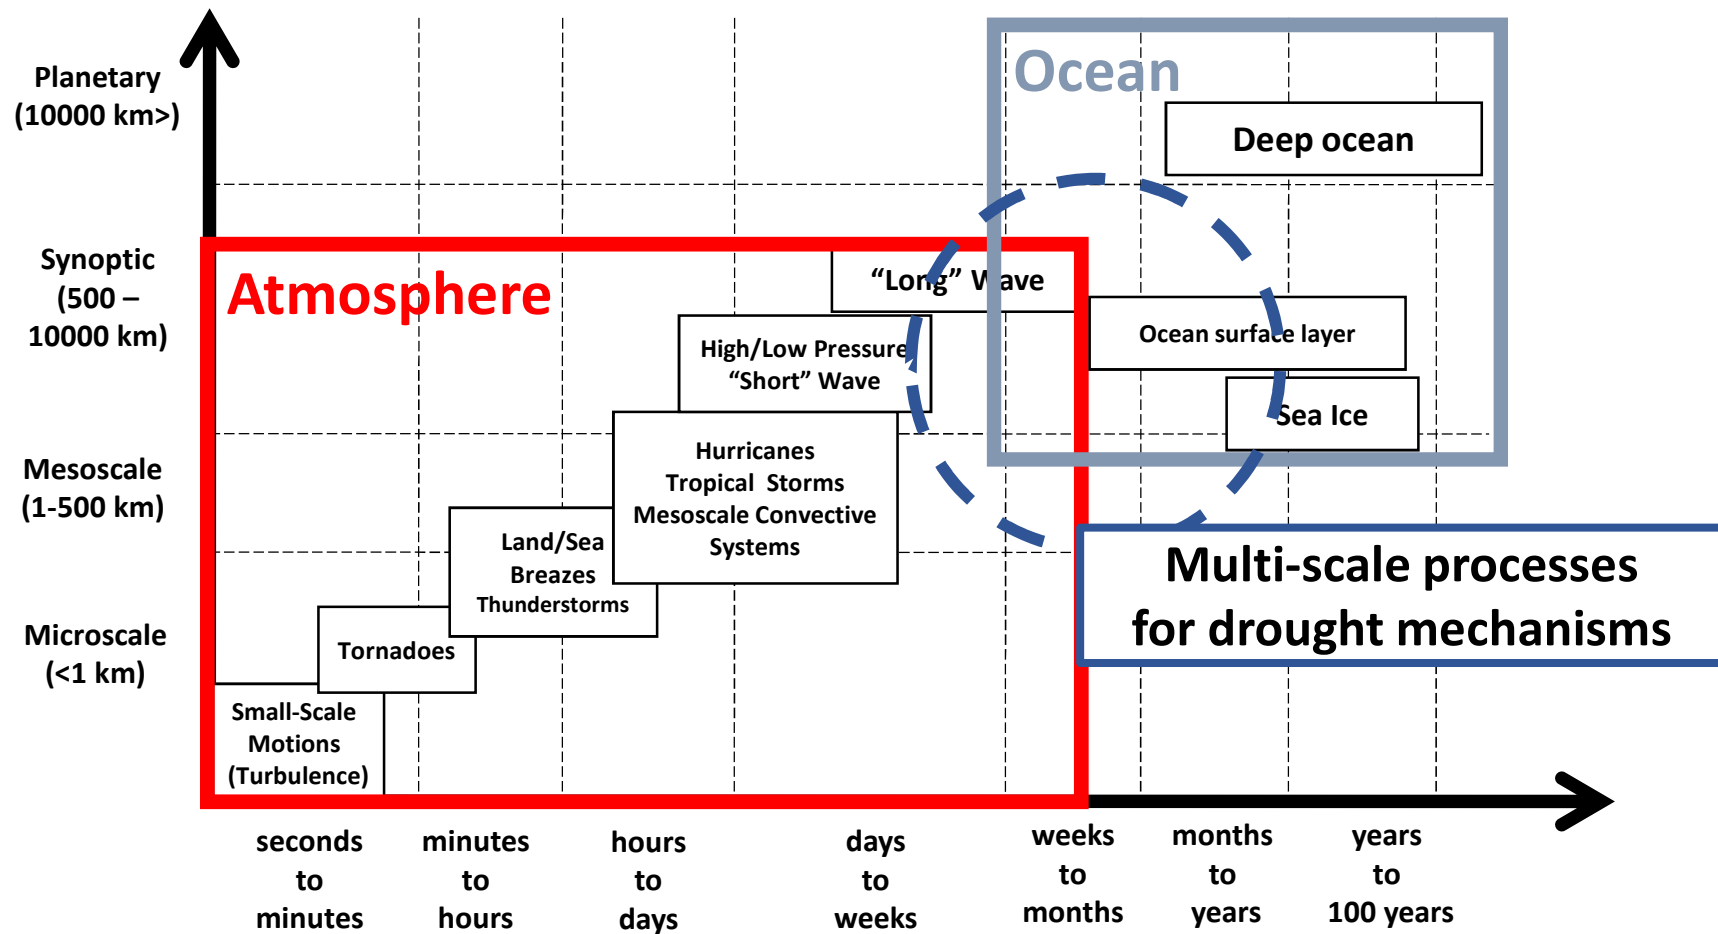 Planetary
(10000 km>)
Synoptic
(500 –
10000 km)
Mesoscale
(1-500 km)
Microscale
(<1 km)
Ocean
Deep ocean
Atmosphere
“Long” Wave
Ocean surface layer
High/Low Pressure
“Short” Wave
Sea Ice
Hurricanes
Tropical Storms
Mesoscale Convective
Systems
Land/Sea
Breazes
Thunderstorms
Multi-scale processes
for drought mechanisms
Tornadoes
Small-Scale
Motions
(Turbulence)
seconds
to
minutes
minutes
to
hours
hours
to
days
days
to
weeks
weeks
to
months
months
to
years
years
to
100 years